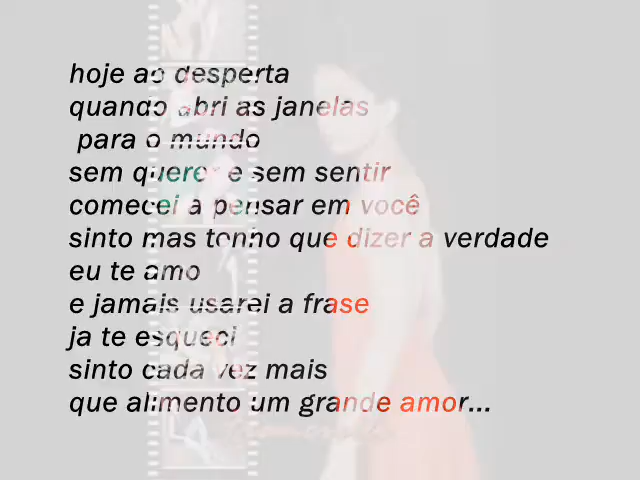 hoje ao desperta
quando abri as janelas
para o mundo
sem querer e sem sentir
comecei a pensar em você
sinto mas tenho que dizer a verdade
eu te amo
e jamais usarei a frase
ja te esqueci
sinto cada vez mais
que alimento um grande amor...